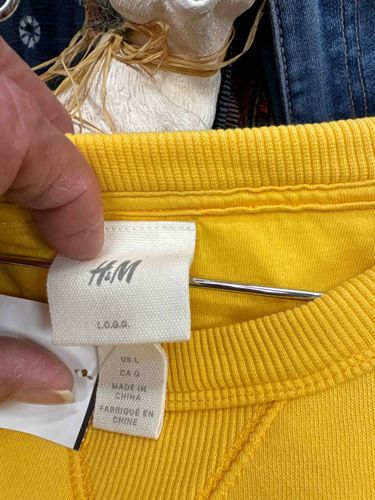 H&M
L.O.G.G.
US L
CA G
MADE IN
CHINA
FABRIQUÉ EN
CHINE